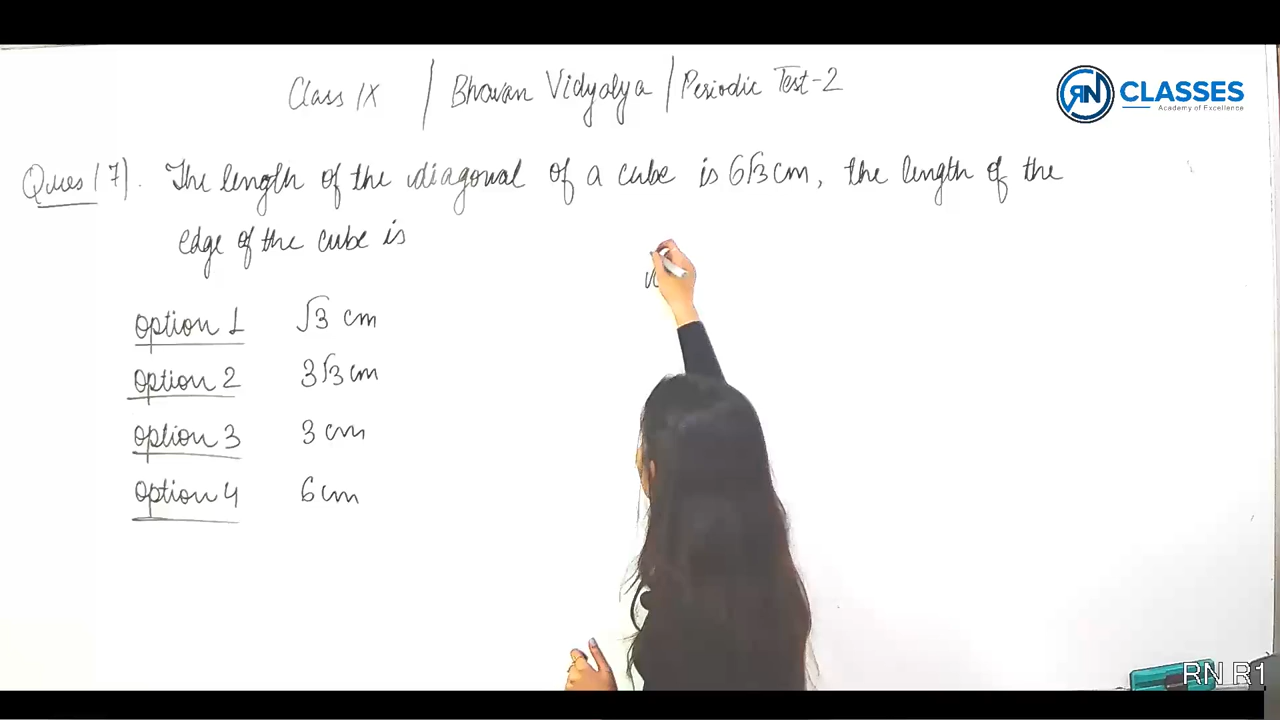 Class IX / Bhavan Vidyalya / Periodic Test-2
RN CLASSES
Academy of Excellence
Ques (7). The length of the diagonal of a cube is 6√3 cm, the length of the
edge of the cube is
Option 1 √3 cm
Option 2 3√3 cm
Option 3 3 cm
Option 4 6 cm
RN R1